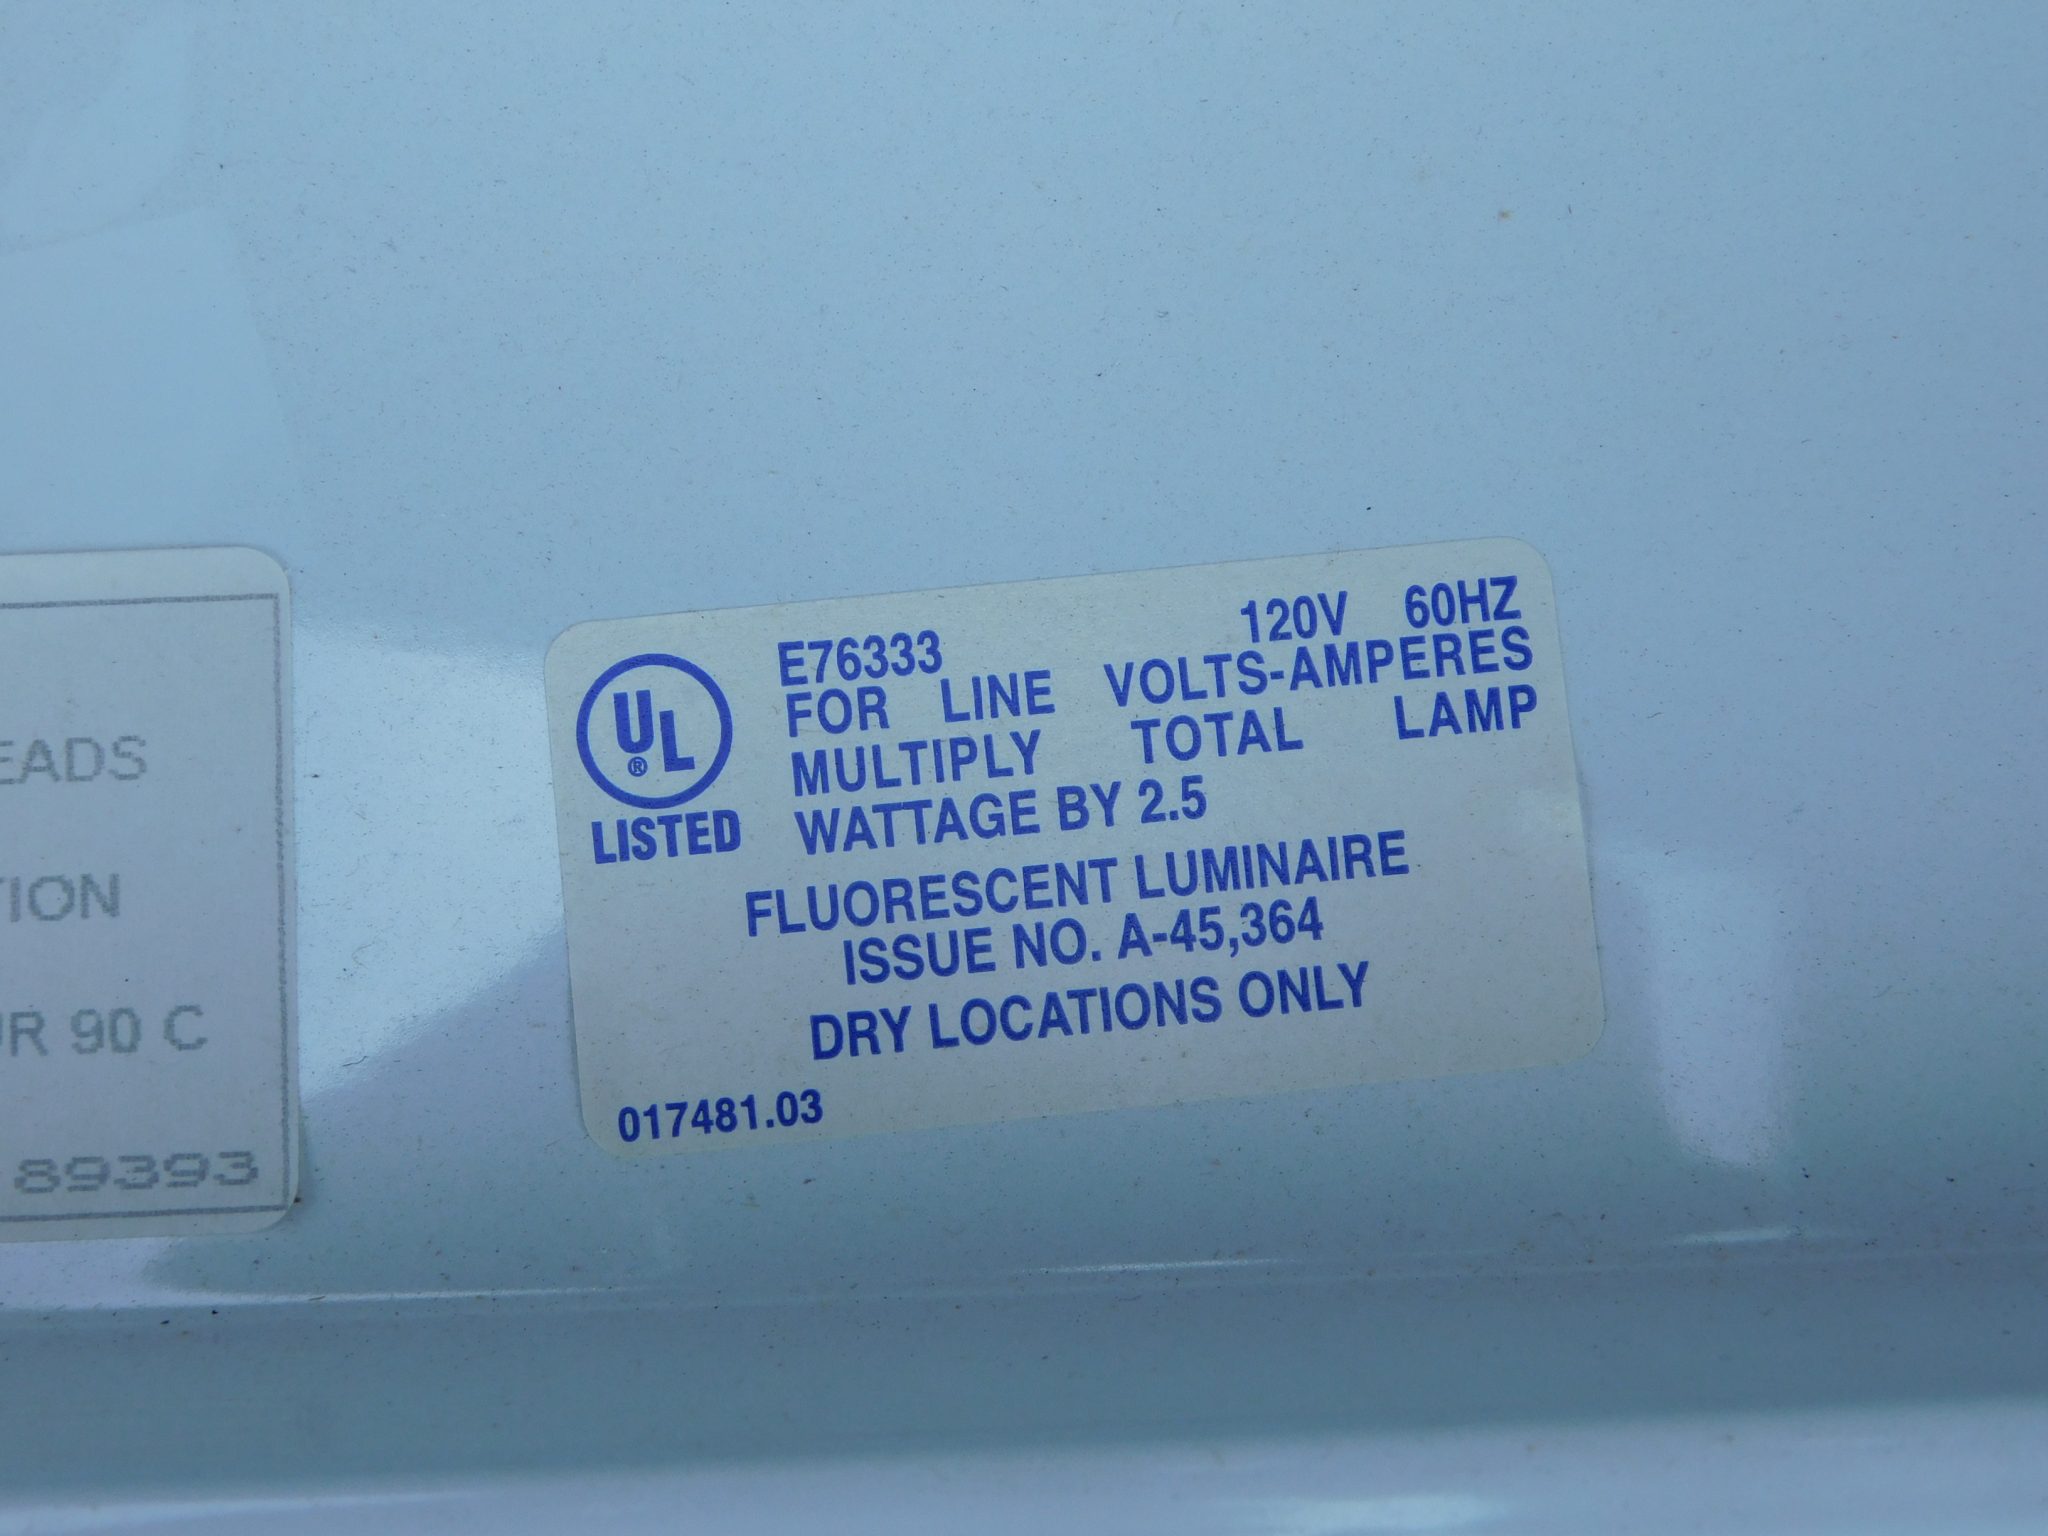 EADS
TION
UR 90 C
89393
UL
®
LISTED
E76333 120V 60HZ
FOR LINE VOLTS-AMPERES
MULTIPLY TOTAL LAMP
WATTAGE BY 2.5
FLUORESCENT LUMINAIRE
ISSUE NO. A-45,364
DRY LOCATIONS ONLY
017481.03